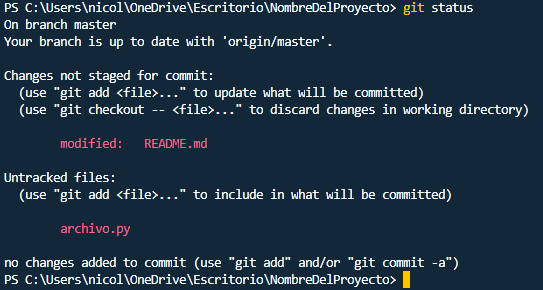 PS C:\Users\nicol\OneDrive\Escritorio\NombreDelProyecto> git status
On branch master
Your branch is up to date with 'origin/master'.
Changes not staged for commit:
(use "git add <file>..." to update what will be committed)
(use "git checkout -- <file>..." to discard changes in working directory)
modified: README.md
Untracked files:
(use "git add <file>..." to include in what will be committed)
archivo.py
no changes added to commit (use "git add" and/or "git commit -a")
PS C:\Users\nicol\OneDrive\Escritorio\NombreDelProyecto>